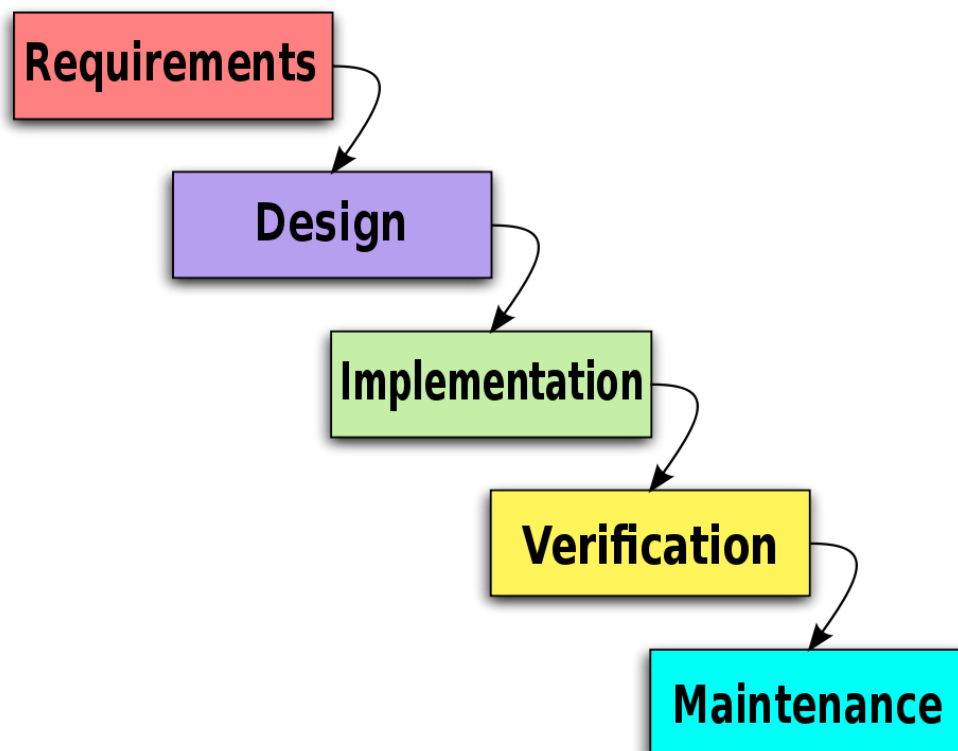 Requirements
Design
Implementation
Verification
Maintenance